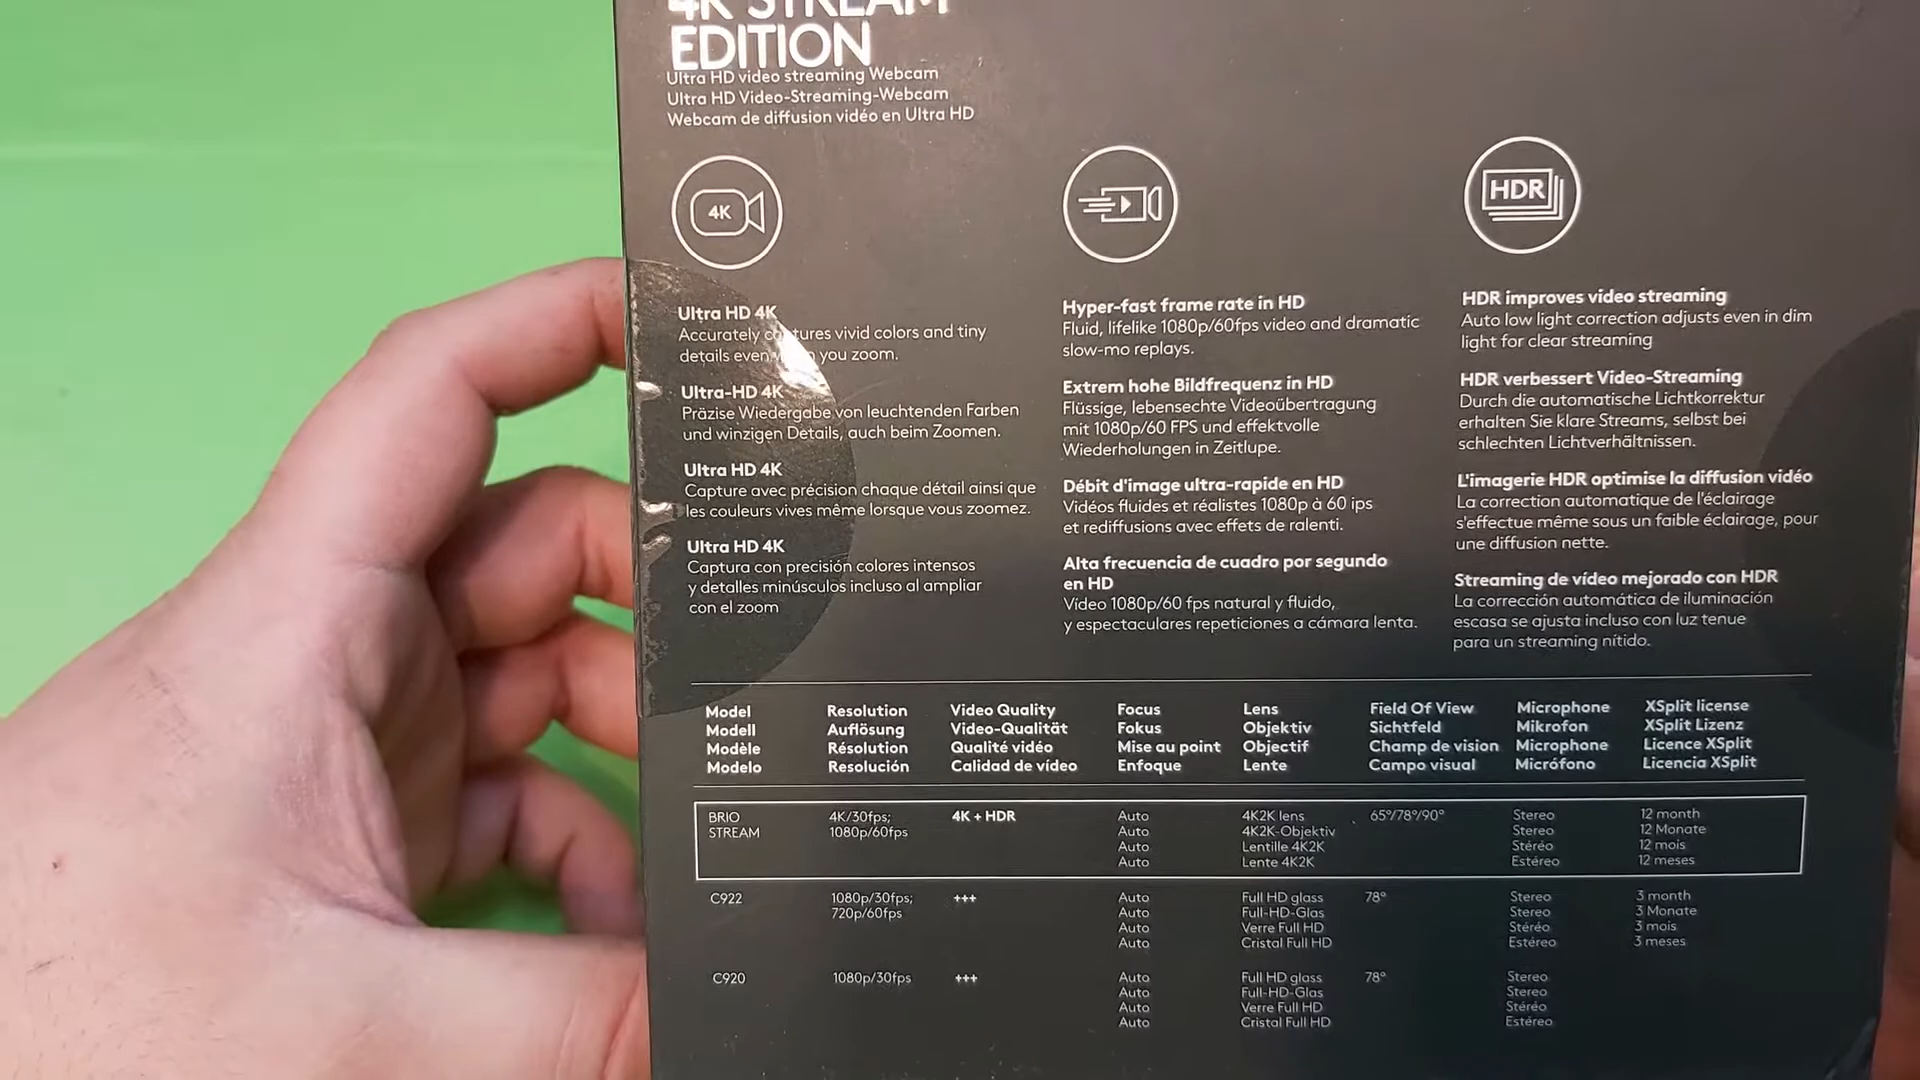 4K STREAM
EDITION
Ultra HD video streaming Webcam
Ultra HD Video-Streaming-Webcam
Webcam de diffusion vidéo en Ultra HD
4K
Ultra HD 4K
Accurately captures vivid colors and tiny
details even when you zoom.
Ultra-HD 4K
Präzise Wiedergabe von leuchtenden Farben
und winzigen Details, auch beim Zoomen.
Ultra HD 4K
Capture avec précision chaque détail ainsi que
les couleurs vives même lorsque vous zoomez.
Ultra HD 4K
Captura con precisión colores intensos
y detalles minúsculos incluso al ampliar
con el zoom
Hyper-fast frame rate in HD
Fluid, lifelike 1080p/60fps video and dramatic
slow-mo replays.
Extrem hohe Bildfrequenz in HD
Flüssige, lebensechte Videoübertragung
mit 1080p/60 FPS und effektvolle
Wiederholungen in Zeitlupe.
Débit d'image ultra-rapide en HD
Vidéos fluides et réalistes 1080p à 60 ips
et rediffusions avec effets de ralenti.
Alta frecuencia de cuadro por segundo
en HD
Vídeo 1080p/60 fps natural y fluido,
y espectaculares repeticiones a cámara lenta.
HDR
HDR improves video streaming
Auto low light correction adjusts even in dim
light for clear streaming
HDR verbessert Video-Streaming
Durch die automatische Lichtkorrektur
erhalten Sie klare Streams, selbst bei
schlechten Lichtverhältnissen.
L'imagerie HDR optimise la diffusion vidéo
La correction automatique de l'éclairage
s'effectue même sous un faible éclairage, pour
une diffusion nette.
Streaming de vídeo mejorado con HDR
La corrección automática de iluminación
escasa se ajusta incluso con luz tenue
para un streaming nítido.
Model Resolution Video Quality Focus Lens Field Of View Microphone XSplit license
Modell Auflösung Video-Qualität Fokus Objektiv Sichtfeld Mikrofon XSplit Lizenz
Modèle Résolution Qualité vidéo Mise au point Objectif Champ de vision Microphone Licence XSplit
Modelo Resolución Calidad de vídeo Enfoque Lente Campo visual Micrófono Licencia XSplit
BRIO 4K/30fps; 4K + HDR Auto 4K2K lens 65°/78°/90° Stereo 12 month
STREAM 1080p/60fps Auto 4K2K-Objektiv Stereo 12 Monate
Auto Lentille 4K2K Stéréo 12 mois
Auto Lente 4K2K Estéreo 12 meses
C922 1080p/30fps; +++ Auto Full HD glass 78° Stereo 3 month
720p/60fps Auto Full-HD-Glas Stereo 3 Monate
Auto Verre Full HD Stéréo 3 mois
Auto Cristal Full HD Estéreo 3 meses
C920 1080p/30fps +++ Auto Full HD glass 78° Stereo
Auto Full-HD-Glas Stereo
Auto Verre Full HD Stéréo
Auto Cristal Full HD Estéreo